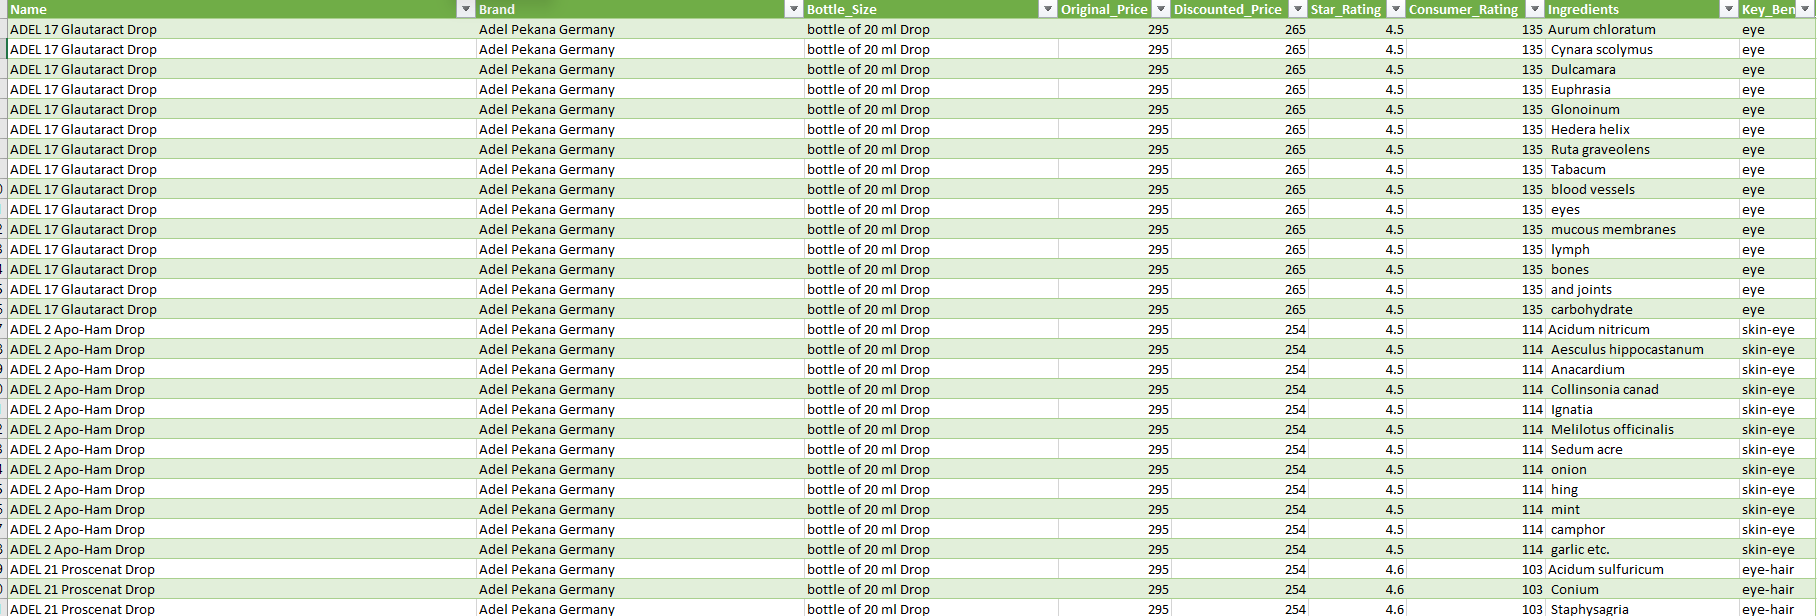 Name Brand Bottle_Size Original_Price Discounted_Price Star_Rating Consumer_Rating Ingredients Key_Ben
ADEL 17 Glautaract Drop Adel Pekana Germany bottle of 20 ml Drop 295 265 4.5 135 Aurum chloratum eye
ADEL 17 Glautaract Drop Adel Pekana Germany bottle of 20 ml Drop 295 265 4.5 135 Cynara scolymus eye
ADEL 17 Glautaract Drop Adel Pekana Germany bottle of 20 ml Drop 295 265 4.5 135 Dulcamara eye
ADEL 17 Glautaract Drop Adel Pekana Germany bottle of 20 ml Drop 295 265 4.5 135 Euphrasia eye
ADEL 17 Glautaract Drop Adel Pekana Germany bottle of 20 ml Drop 295 265 4.5 135 Glonoinum eye
ADEL 17 Glautaract Drop Adel Pekana Germany bottle of 20 ml Drop 295 265 4.5 135 Hedera helix eye
ADEL 17 Glautaract Drop Adel Pekana Germany bottle of 20 ml Drop 295 265 4.5 135 Ruta graveolens eye
ADEL 17 Glautaract Drop Adel Pekana Germany bottle of 20 ml Drop 295 265 4.5 135 Tabacum eye
ADEL 17 Glautaract Drop Adel Pekana Germany bottle of 20 ml Drop 295 265 4.5 135 blood vessels eye
ADEL 17 Glautaract Drop Adel Pekana Germany bottle of 20 ml Drop 295 265 4.5 135 eyes eye
ADEL 17 Glautaract Drop Adel Pekana Germany bottle of 20 ml Drop 295 265 4.5 135 mucous membranes eye
ADEL 17 Glautaract Drop Adel Pekana Germany bottle of 20 ml Drop 295 265 4.5 135 lymph eye
ADEL 17 Glautaract Drop Adel Pekana Germany bottle of 20 ml Drop 295 265 4.5 135 bones eye
ADEL 17 Glautaract Drop Adel Pekana Germany bottle of 20 ml Drop 295 265 4.5 135 and joints eye
ADEL 17 Glautaract Drop Adel Pekana Germany bottle of 20 ml Drop 295 265 4.5 135 carbohydrate eye
ADEL 2 Apo-Ham Drop Adel Pekana Germany bottle of 20 ml Drop 295 254 4.5 114 Acidum nitricum skin-eye
ADEL 2 Apo-Ham Drop Adel Pekana Germany bottle of 20 ml Drop 295 254 4.5 114 Aesculus hippocastanum skin-eye
ADEL 2 Apo-Ham Drop Adel Pekana Germany bottle of 20 ml Drop 295 254 4.5 114 Anacardium skin-eye
ADEL 2 Apo-Ham Drop Adel Pekana Germany bottle of 20 ml Drop 295 254 4.5 114 Collinsonia canad skin-eye
ADEL 2 Apo-Ham Drop Adel Pekana Germany bottle of 20 ml Drop 295 254 4.5 114 Ignatia skin-eye
ADEL 2 Apo-Ham Drop Adel Pekana Germany bottle of 20 ml Drop 295 254 4.5 114 Melilotus officinalis skin-eye
ADEL 2 Apo-Ham Drop Adel Pekana Germany bottle of 20 ml Drop 295 254 4.5 114 Sedum acre skin-eye
ADEL 2 Apo-Ham Drop Adel Pekana Germany bottle of 20 ml Drop 295 254 4.5 114 onion skin-eye
ADEL 2 Apo-Ham Drop Adel Pekana Germany bottle of 20 ml Drop 295 254 4.5 114 hing skin-eye
ADEL 2 Apo-Ham Drop Adel Pekana Germany bottle of 20 ml Drop 295 254 4.5 114 mint skin-eye
ADEL 2 Apo-Ham Drop Adel Pekana Germany bottle of 20 ml Drop 295 254 4.5 114 camphor skin-eye
ADEL 2 Apo-Ham Drop Adel Pekana Germany bottle of 20 ml Drop 295 254 4.5 114 garlic etc. skin-eye
ADEL 21 Proscenat Drop Adel Pekana Germany bottle of 20 ml Drop 295 254 4.6 103 Acidum sulfuricum eye-hair
ADEL 21 Proscenat Drop Adel Pekana Germany bottle of 20 ml Drop 295 254 4.6 103 Conium eye-hair
ADEL 21 Proscenat Drop Adel Pekana Germany bottle of 20 ml Drop 295 254 4.6 103 Staphysagria eye-hair